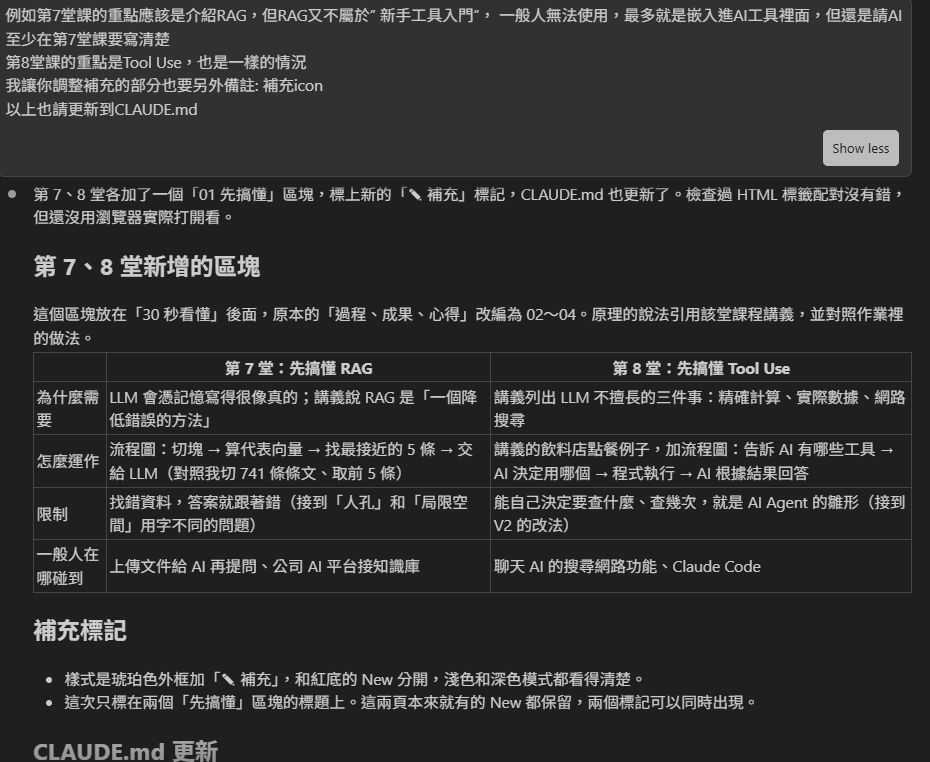 例如第7堂課的重點應該是介紹RAG，但RAG又不屬於“ 新手工具入門”， 一般人無法使用，最多就是嵌入進AI工具裡面，但還是請AI
至少在第7堂課要寫清楚
第8堂課的重點是Tool Use，也是一樣的情況
我讓你調整補充的部分也要另外備註: 補充icon
以上也請更新到CLAUDE.md
Show less
第 7、8 堂各加了一個「01 先搞懂」區塊，標上新的「✎ 補充」標記，CLAUDE.md 也更新了。檢查過 HTML 標籤配對沒有錯，
但還沒用瀏覽器實際打開看。
第 7、8 堂新增的區塊
這個區塊放在「30 秒看懂」後面，原本的「過程、成果、心得」改編為 02～04。原理的說法引用該堂課程講義，並對照作業裡
的做法。
第 7 堂：先搞懂 RAG
第 8 堂：先搞懂 Tool Use
為什麼需
要
LLM 會憑記憶寫得很像真的；講義說 RAG 是「一個降
低錯誤的方法」
講義列出 LLM 不擅長的三件事：精確計算、實際數據、網路
搜尋
怎麼運作
流程圖：切塊 → 算代表向量 → 找最接近的 5 條 → 交
給 LLM（對照我切 741 條條文、取前 5 條）
講義的飲料店點餐例子，加流程圖：告訴 AI 有哪些工具 →
AI 決定用哪個 → 程式執行 → AI 根據結果回答
限制
找錯資料，答案就跟著錯（接到「人孔」和「局限空
間」用字不同的問題）
能自己決定要查什麼、查幾次，就是 AI Agent 的雛形（接到
V2 的改法）
一般人在
哪碰到
上傳文件給 AI 再提問、公司 AI 平台接知識庫
聊天 AI 的搜尋網路功能、Claude Code
補充標記
樣式是琥珀色外框加「✎ 補充」，和紅底的 New 分開，淺色和深色模式都看得清楚。
這次只標在兩個「先搞懂」區塊的標題上。這兩頁本來就有的 New 都保留，兩個標記可以同時出現。
CLAUDE.md 更新